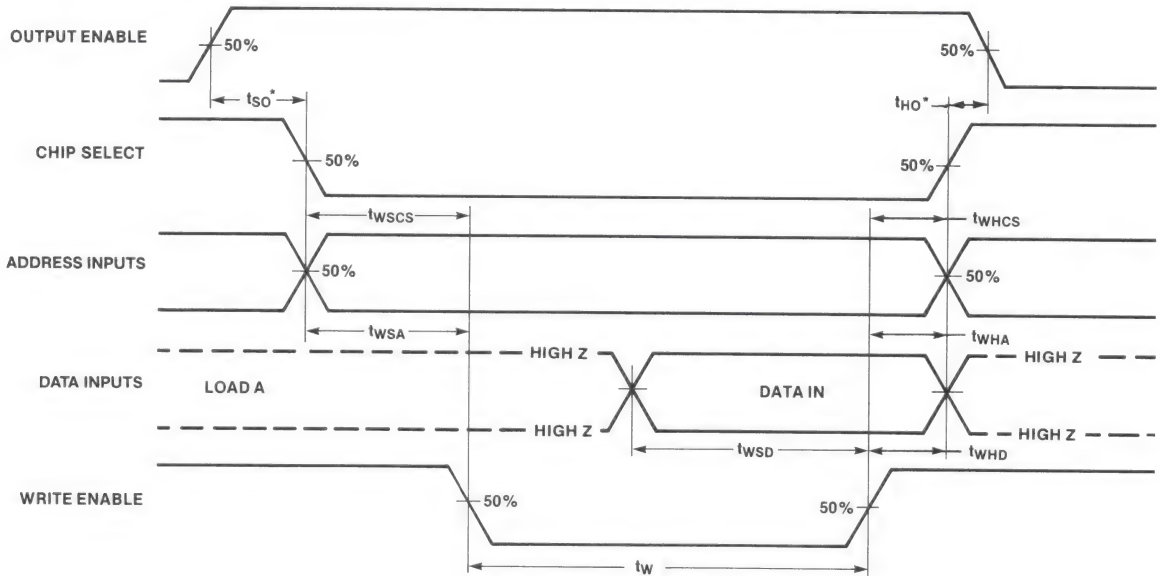 OUTPUT ENABLE
50%
50%
tSO*
tHO*
CHIP SELECT
50%
50%
tWSCS
tWHCS
ADDRESS INPUTS
50%
50%
tWSA
tWHA
HIGH Z
HIGH Z
DATA INPUTS
LOAD A
DATA IN
HIGH Z
HIGH Z
tWSD
tWHD
WRITE ENABLE
50%
50%
tW